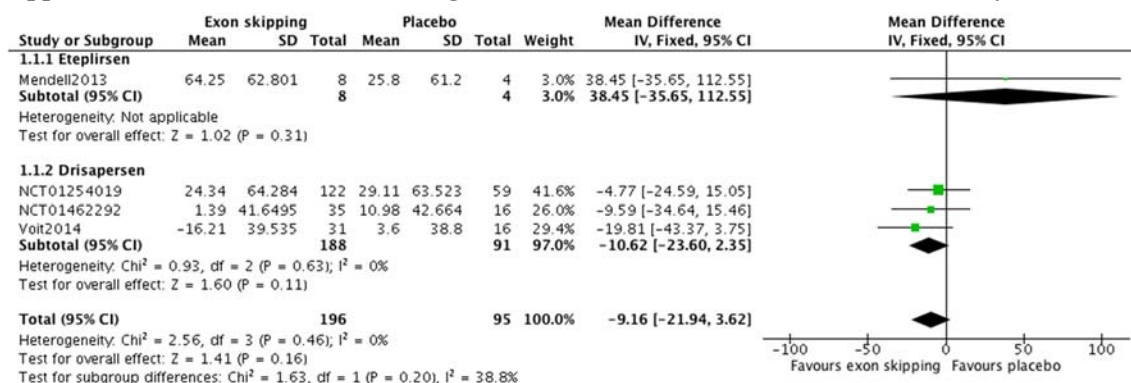 Exon skipping Placebo Mean Difference Mean Difference
Study or Subgroup Mean SD Total Mean SD Total Weight IV, Fixed, 95% CI IV, Fixed, 95% CI
1.1.1 Eteplirsen
Mendell2013 64.25 62.801 8 25.8 61.2 4 3.0% 38.45 [-35.65, 112.55]
Subtotal (95% CI) 8 4 3.0% 38.45 [-35.65, 112.55]
Heterogeneity: Not applicable
Test for overall effect: Z = 1.02 (P = 0.31)
1.1.2 Drisapersen
NCT01254019 24.34 64.284 122 29.11 63.523 59 41.6% -4.77 [-24.59, 15.05]
NCT01462292 1.39 41.6495 35 10.98 42.664 16 26.0% -9.59 [-34.64, 15.46]
Voit2014 -16.21 39.535 31 3.6 38.8 16 29.4% -19.81 [-43.37, 3.75]
Subtotal (95% CI) 188 91 97.0% -10.62 [-23.60, 2.35]
Heterogeneity: Chi² = 0.93, df = 2 (P = 0.63); I² = 0%
Test for overall effect: Z = 1.60 (P = 0.11)
Total (95% CI) 196 95 100.0% -9.16 [-21.94, 3.62]
Heterogeneity: Chi² = 2.56, df = 3 (P = 0.46); I² = 0%
Test for overall effect: Z = 1.41 (P = 0.16)
Test for subgroup differences: Chi² = 1.63, df = 1 (P = 0.20), I² = 38.8%
-100 -50 0 50 100
Favours exon skipping Favours placebo